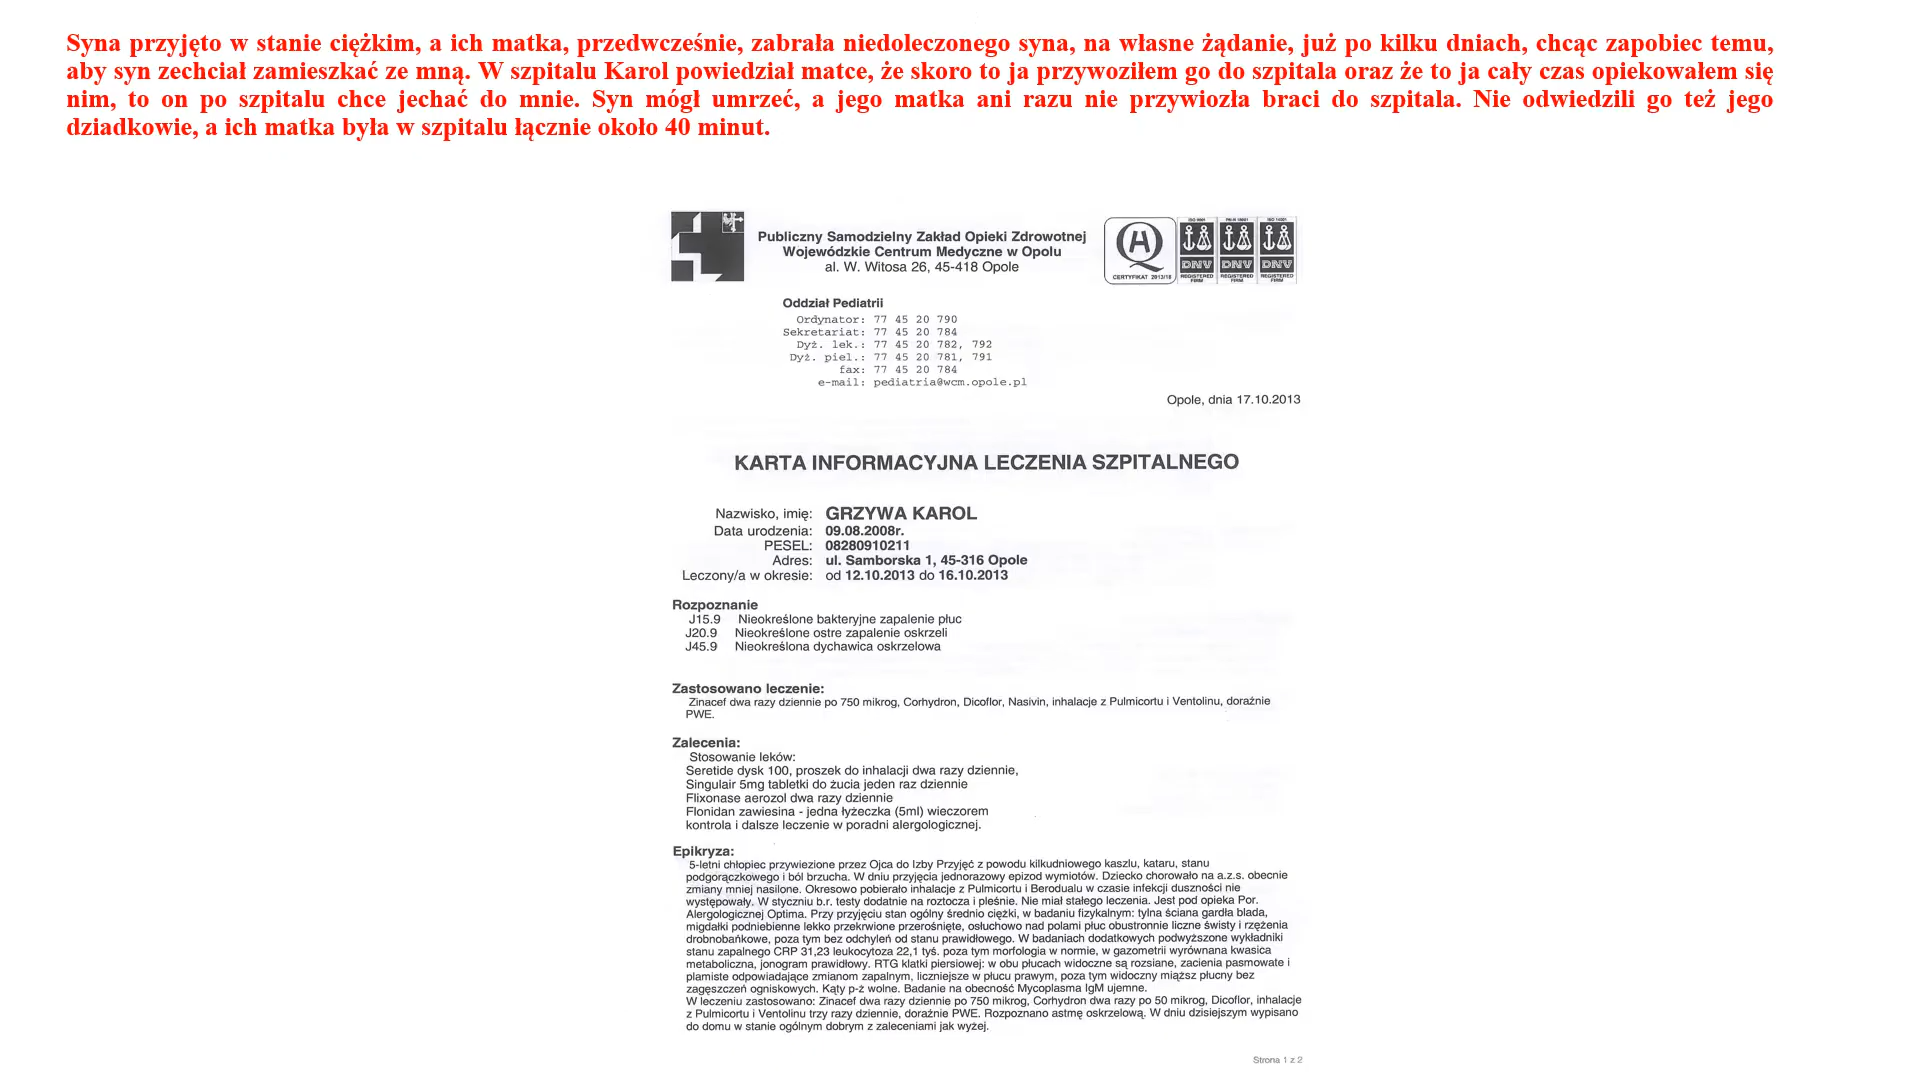 Syna przyjęto w stanie ciężkim, a ich matka, przedwcześnie, zabrała niedoleczonego syna, na własne żądanie, już po kilku dniach, chcąc zapobiec temu,
aby syn zechciał zamieszkać ze mną. W szpitalu Karol powiedział matce, że skoro to ja przywoziłem go do szpitala oraz że to ja cały czas opiekowałem się
nim, to on po szpitalu chce jechać do mnie. Syn mógł umrzeć, a jego matka ani razu nie przywiozła braci do szpitala. Nie odwiedzili go też jego
dziadkowie, a ich matka była w szpitalu łącznie około 40 minut.
Publiczny Samodzielny Zakład Opieki Zdrowotnej
Wojewódzkie Centrum Medyczne w Opolu
al. W. Witosa 26, 45-418 Opole
CERTYFIKAT 2013/16
ISO 9001 PN-N 18001 ISO 14001
DNV DNV DNV
REGISTERED FIRM REGISTERED FIRM REGISTERED FIRM
Oddział Pediatrii
Ordynator: 77 45 20 790
Sekretariat: 77 45 20 784
Dyż. lek.: 77 45 20 782, 792
Dyż. piel.: 77 45 20 781, 791
fax: 77 45 20 784
e-mail: pediatria@wcm.opole.pl
Opole, dnia 17.10.2013
KARTA INFORMACYJNA LECZENIA SZPITALNEGO
Nazwisko, imię: GRZYWA KAROL
Data urodzenia: 09.08.2008r.
PESEL: 08280910211
Adres: ul. Samborska 1, 45-316 Opole
Leczony/a w okresie: od 12.10.2013 do 16.10.2013
Rozpoznanie
J15.9 Nieokreślone bakteryjne zapalenie płuc
J20.9 Nieokreślone ostre zapalenie oskrzeli
J45.9 Nieokreślona dychawica oskrzelowa
Zastosowano leczenie:
Zinacef dwa razy dziennie po 750 mikrog, Corhydron, Dicoflor, Nasivin, inhalacje z Pulmicortu i Ventolinu, doraźnie
PWE.
Zalecenia:
Stosowanie leków:
Seretide dysk 100, proszek do inhalacji dwa razy dziennie,
Singulair 5mg tabletki do żucia jeden raz dziennie
Flixonase aerozol dwa razy dziennie
Flonidan zawiesina - jedna łyżeczka (5ml) wieczorem
kontrola i dalsze leczenie w poradni alergologicznej.
Epikryza:
5-letni chłopiec przywiezione przez Ojca do Izby Przyjęć z powodu kilkudniowego kaszlu, kataru, stanu
podgorączkowego i ból brzucha. W dniu przyjęcia jednorazowy epizod wymiotów. Dziecko chorowało na a.z.s. obecnie
zmiany mniej nasilone. Okresowo pobierało inhalacje z Pulmicortu i Berodualu w czasie infekcji duszności nie
występowały. W styczniu b.r. testy dodatnie na roztocza i pleśnie. Nie miał stałego leczenia. Jest pod opieka Por.
Alergologicznej Optima. Przy przyjęciu stan ogólny średnio ciężki, w badaniu fizykalnym: tylna ściana gardła blada,
migdałki podniebienne lekko przekrwione przerośnięte, osłuchowo nad polami płuc obustronnie liczne świsty i rzężenia
drobnobańkowe, poza tym bez odchyleń od stanu prawidłowego. W badaniach dodatkowych podwyższone wykładniki
stanu zapalnego CRP 31,23 leukocytoza 22,1 tyś. poza tym morfologia w normie, w gazometrii wyrównana kwasica
metaboliczna, jonogram prawidłowy. RTG klatki piersiowej: w obu płucach widoczne są rozsiane, zacienia pasmowate i
plamiste odpowiadające zmianom zapalnym, liczniejsze w płucu prawym, poza tym widoczny miąższ płucny bez
zagęszczeń ogniskowych. Kąty p-ż wolne. Badanie na obecność Mycoplasma IgM ujemne.
W leczeniu zastosowano: Zinacef dwa razy dziennie po 750 mikrog, Corhydron dwa razy po 50 mikrog, Dicoflor, inhalacje
z Pulmicortu i Ventolinu trzy razy dziennie, doraźnie PWE. Rozpoznano astmę oskrzelową. W dniu dzisiejszym wypisano
do domu w stanie ogólnym dobrym z zaleceniami jak wyżej.
Strona 1 z 2